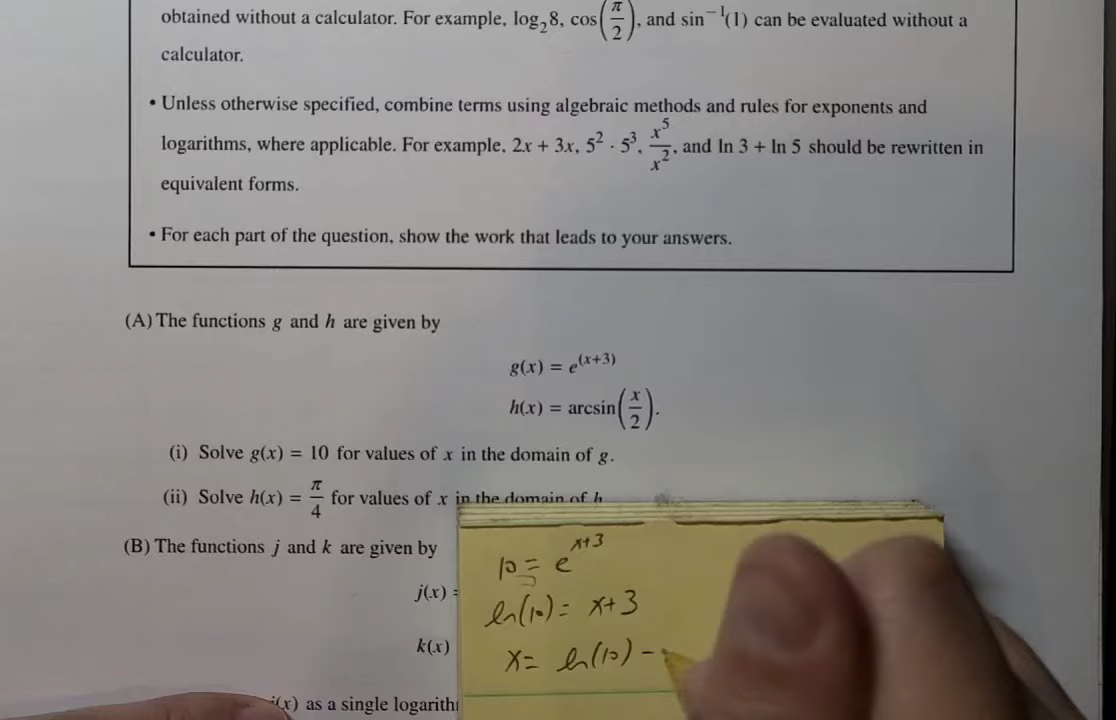 obtained without a calculator. For example, log₂8, cos(π/2), and sin⁻¹(1) can be evaluated without a
calculator.
• Unless otherwise specified, combine terms using algebraic methods and rules for exponents and
logarithms, where applicable. For example, 2x + 3x, 5² · 5³, x⁵/x², and ln 3 + ln 5 should be rewritten in
equivalent forms.
• For each part of the question, show the work that leads to your answers.
(A) The functions g and h are given by
g(x) = e^(x+3)
h(x) = arcsin(x/2).
(i) Solve g(x) = 10 for values of x in the domain of g.
(ii) Solve h(x) = π/4 for values of x in the domain of h
(B) The functions j and k are given by
j(x) =
k(x)
(x) as a single logarith
10 = e^x+3
ln(10) = x+3
x = ln(10) -